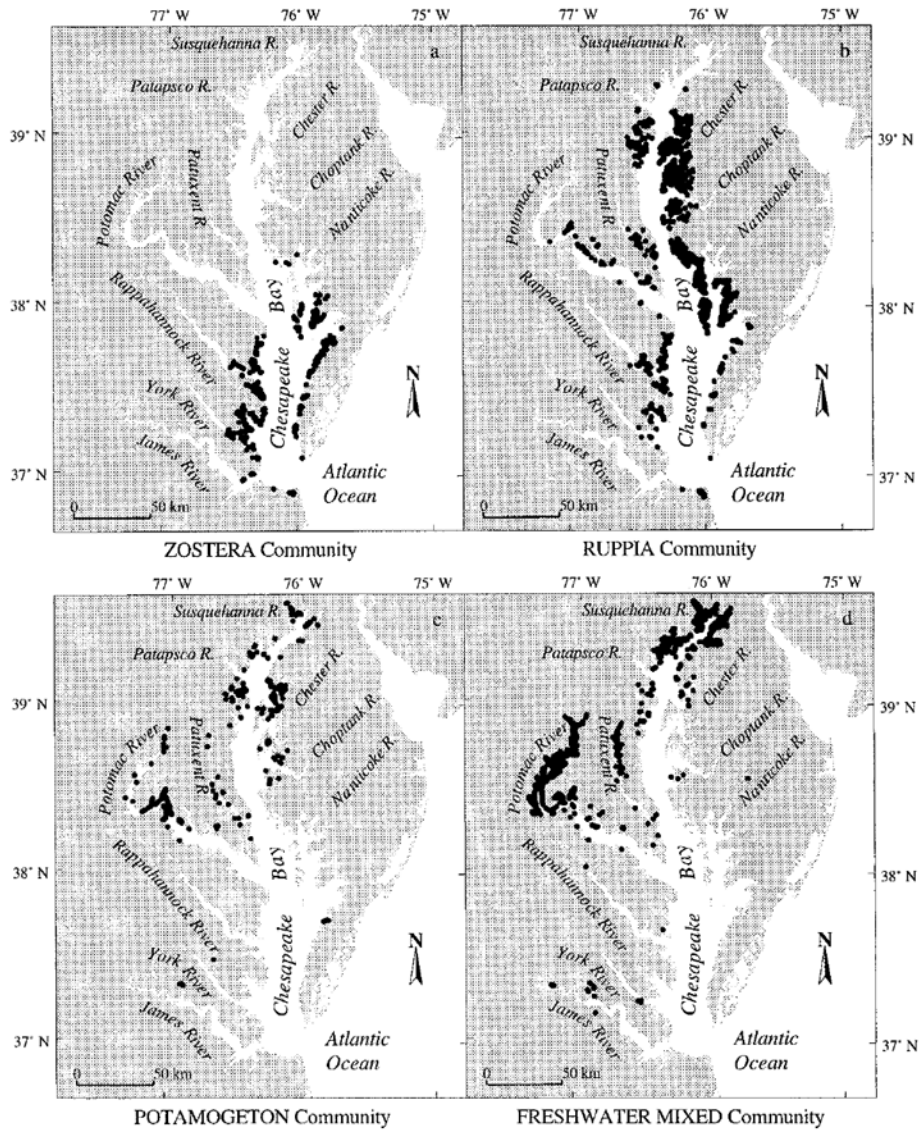 77° W 76° W 75° W
77° W 76° W 75° W
Susquehanna R. a
Susquehanna R. b
Patapsco R.
Patapsco R.
Chester R.
Chester R.
39° N
39° N
Choptank R.
Choptank R.
Potomac River
Patuxent R.
Nanticoke R.
Potomac River
Patuxent R.
Nanticoke R.
38° N
38° N
Bay
Bay
Rappahannock River
Rappahannock River
N
N
Chesapeake
Chesapeake
York River
York River
James River
James River
37° N
37° N
Atlantic
Ocean
Atlantic
Ocean
0 50 km
0 50 km
ZOSTERA Community
RUPPIA Community
77° W 76° W 75° W
77° W 76° W 75° W
Susquehanna R. c
Susquehanna R. d
Patapsco R.
Patapsco R.
Chester R.
Chester R.
39° N
39° N
Choptank R.
Choptank R.
Potomac River
Patuxent R.
Nanticoke R.
Potomac River
Patuxent R.
Nanticoke R.
38° N
38° N
Bay
Bay
Rappahannock River
Rappahannock River
N
N
Chesapeake
Chesapeake
York River
York River
James River
James River
37° N
37° N
Atlantic
Ocean
Atlantic
Ocean
0 50 km
0 50 km
POTAMOGETON Community
FRESHWATER MIXED Community